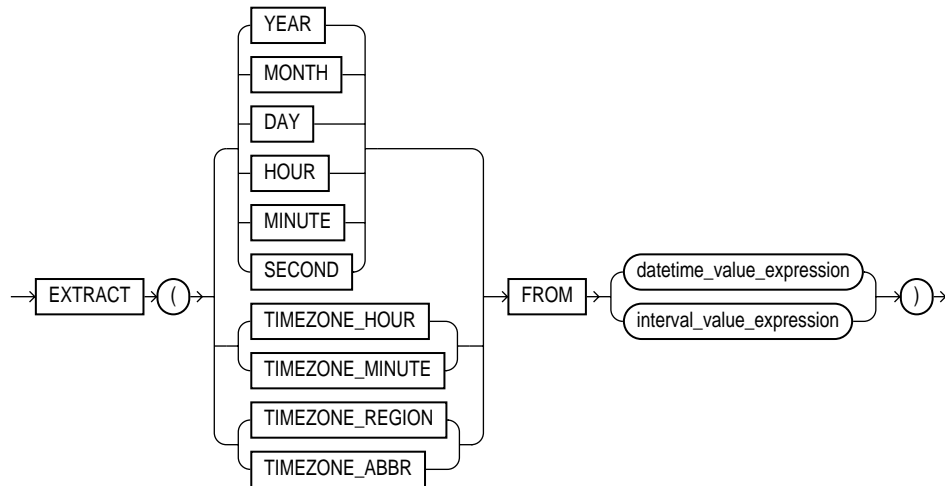 YEAR
MONTH
DAY
HOUR
MINUTE
SECOND
EXTRACT ( FROM datetime_value_expression )
interval_value_expression
TIMEZONE_HOUR
TIMEZONE_MINUTE
TIMEZONE_REGION
TIMEZONE_ABBR